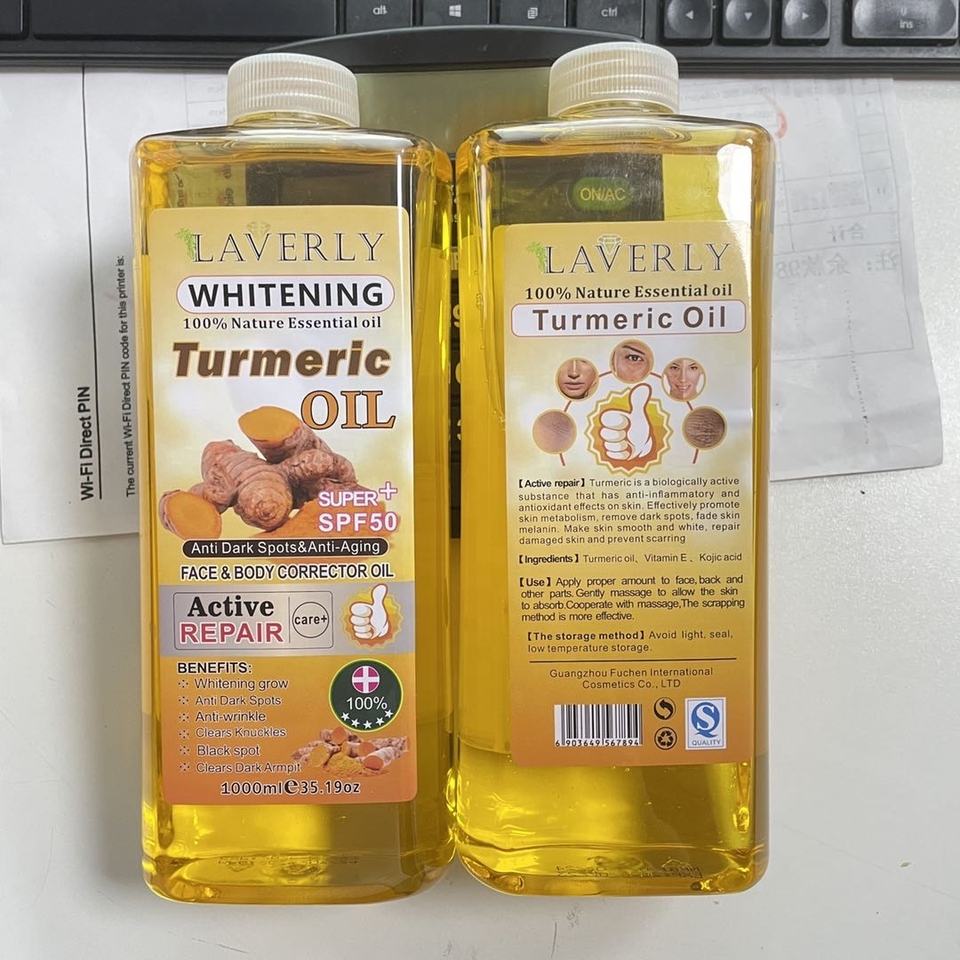 alt
ctrl
ins
ON/AC
Wi-Fi Direct PIN
The current Wi-Fi Direct PIN code for this printer is:
合计
LAVERLY
WHITENING
100% Nature Essential oil
Turmeric
OIL
SUPER+
SPF50
Anti Dark Spots&Anti-Aging
FACE & BODY CORRECTOR OIL
Active
REPAIR
care+
BENEFITS:
Whitening grow
Anti Dark Spots
Anti-wrinkle
Clears Knuckles
Black spot
Clears Dark Armpit
100%
1000ml e 35.19oz
LAVERLY
100% Nature Essential oil
Turmeric Oil
【Active repair】Turmeric is a biologically active
substance that has anti-inflammatory and
antioxidant effects on skin. Effectively promote
skin metabolism, remove dark spots, fade skin
melanin. Make skin smooth and white, repair
damaged skin and prevent scarring
【Ingredients】Turmeric oil、Vitamin E 、Kojic acid
【Use】Apply proper amount to face,back and
other parts.Gently massage to allow the skin
to absorb.Cooperate with massage,The scrapping
method is more effective.
【The storage method】Avoid light, seal,
low temperature storage.
Guangzhou Fuchen International
Cosmetics Co., LTD
6 903649 567894
QUALITY